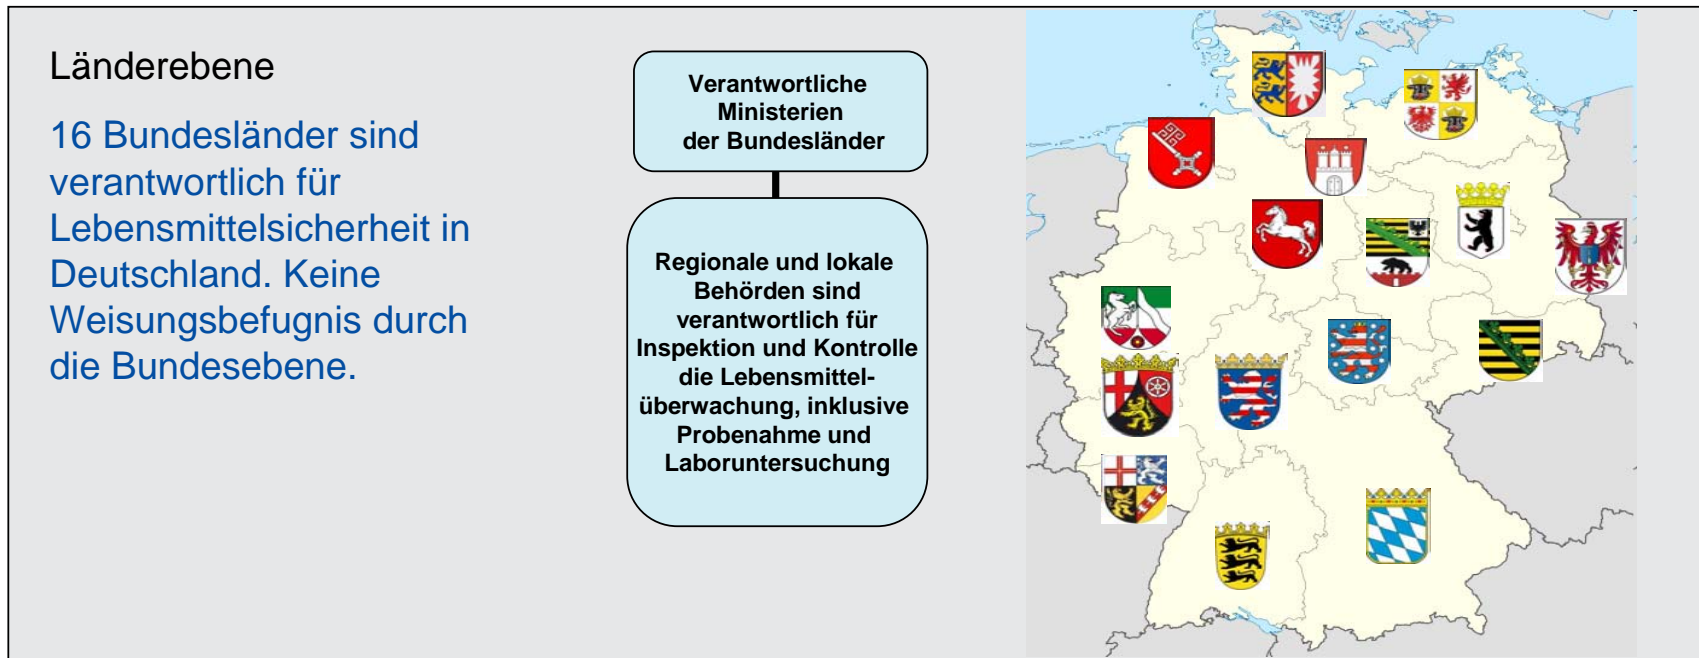 Länderebene
16 Bundesländer sind
verantwortlich für
Lebensmittelsicherheit in
Deutschland. Keine
Weisungsbefugnis durch
die Bundesebene.
Verantwortliche
Ministerien
der Bundesländer
Regionale und lokale
Behörden sind
verantwortlich für
Inspektion und Kontrolle
die Lebensmittel-
überwachung, inklusive
Probenahme und
Laboruntersuchung